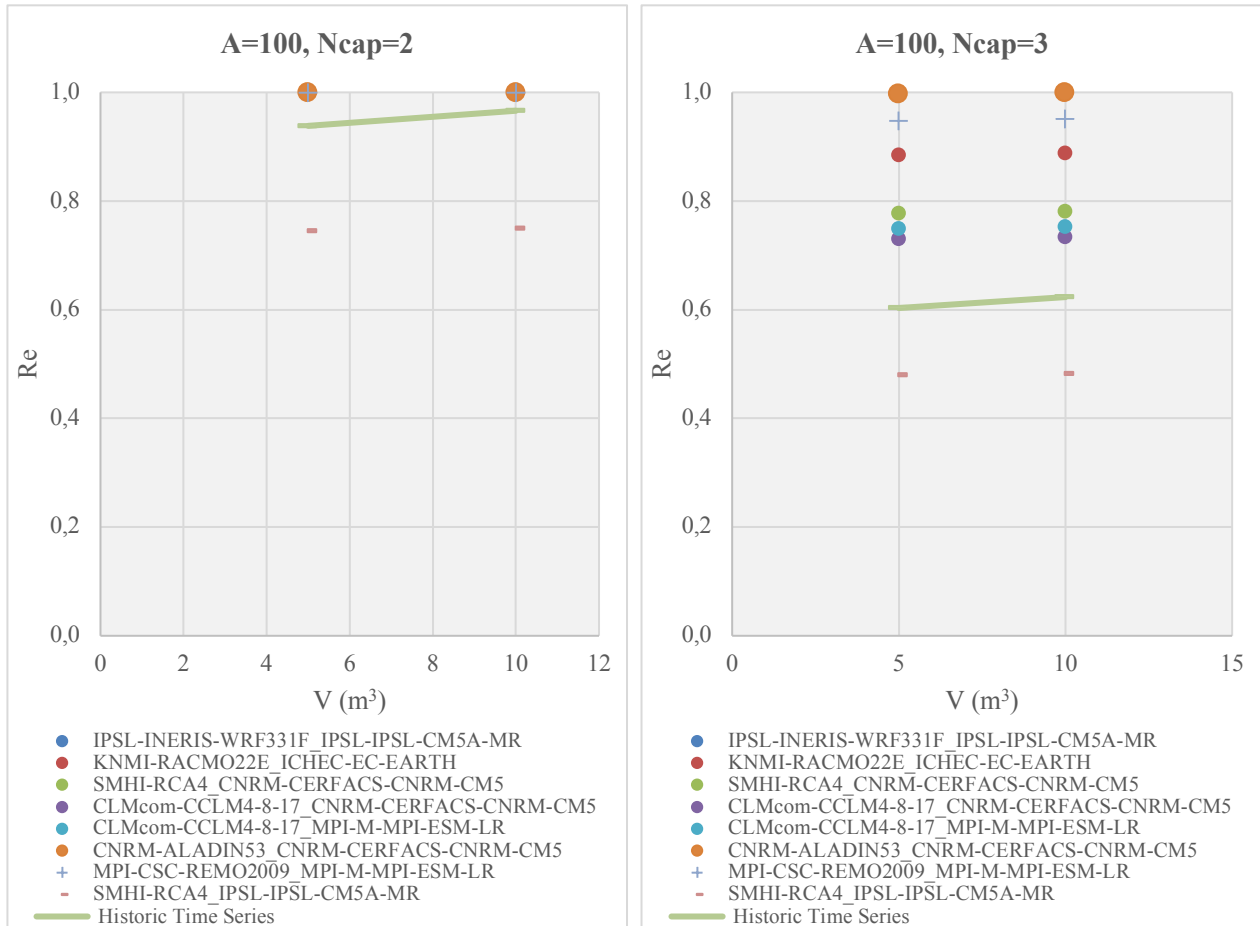 A=100, Ncap=2
1,0
0,8
0,6
0,4
0,2
0,0
Re
0 2 4 6 8 10 12
V (m³)
IPSL-INERIS-WRF331F_IPSL-IPSL-CM5A-MR
KNMI-RACMO22E_ICHEC-EC-EARTH
SMHI-RCA4_CNRM-CERFACS-CNRM-CM5
CLMcom-CCLM4-8-17_CNRM-CERFACS-CNRM-CM5
CLMcom-CCLM4-8-17_MPI-M-MPI-ESM-LR
CNRM-ALADIN53_CNRM-CERFACS-CNRM-CM5
MPI-CSC-REMO2009_MPI-M-MPI-ESM-LR
SMHI-RCA4_IPSL-IPSL-CM5A-MR
Historic Time Series
A=100, Ncap=3
1,0
0,8
0,6
0,4
0,2
0,0
Re
0 5 10 15
V (m³)
IPSL-INERIS-WRF331F_IPSL-IPSL-CM5A-MR
KNMI-RACMO22E_ICHEC-EC-EARTH
SMHI-RCA4_CNRM-CERFACS-CNRM-CM5
CLMcom-CCLM4-8-17_CNRM-CERFACS-CNRM-CM5
CLMcom-CCLM4-8-17_MPI-M-MPI-ESM-LR
CNRM-ALADIN53_CNRM-CERFACS-CNRM-CM5
MPI-CSC-REMO2009_MPI-M-MPI-ESM-LR
SMHI-RCA4_IPSL-IPSL-CM5A-MR
Historic Time Series